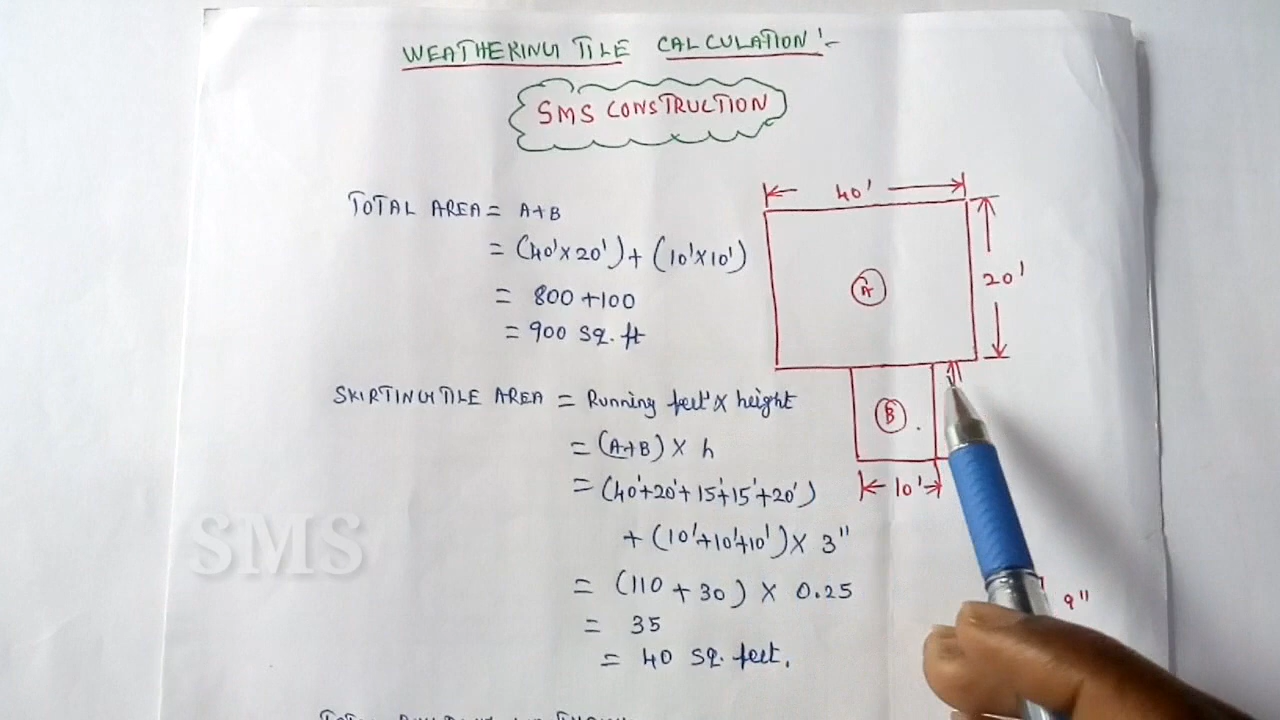 WEATHERING TILE CALCULATION :-
SMS CONSTRUCTION
TOTAL AREA = A+B
= (40'X20') + (10'X10')
= 800 +100
= 900 SQ. ft
40'
A
20'
SKIRTING TILE AREA = Running feet X height
= (A+B) X h
= (40'+20'+15'+15'+20')
+ (10'+10'+10') X 3"
= (110 + 30) X 0.25
= 35
= 40 SQ. feet.
B
10'
9"
SMS
TOTAL